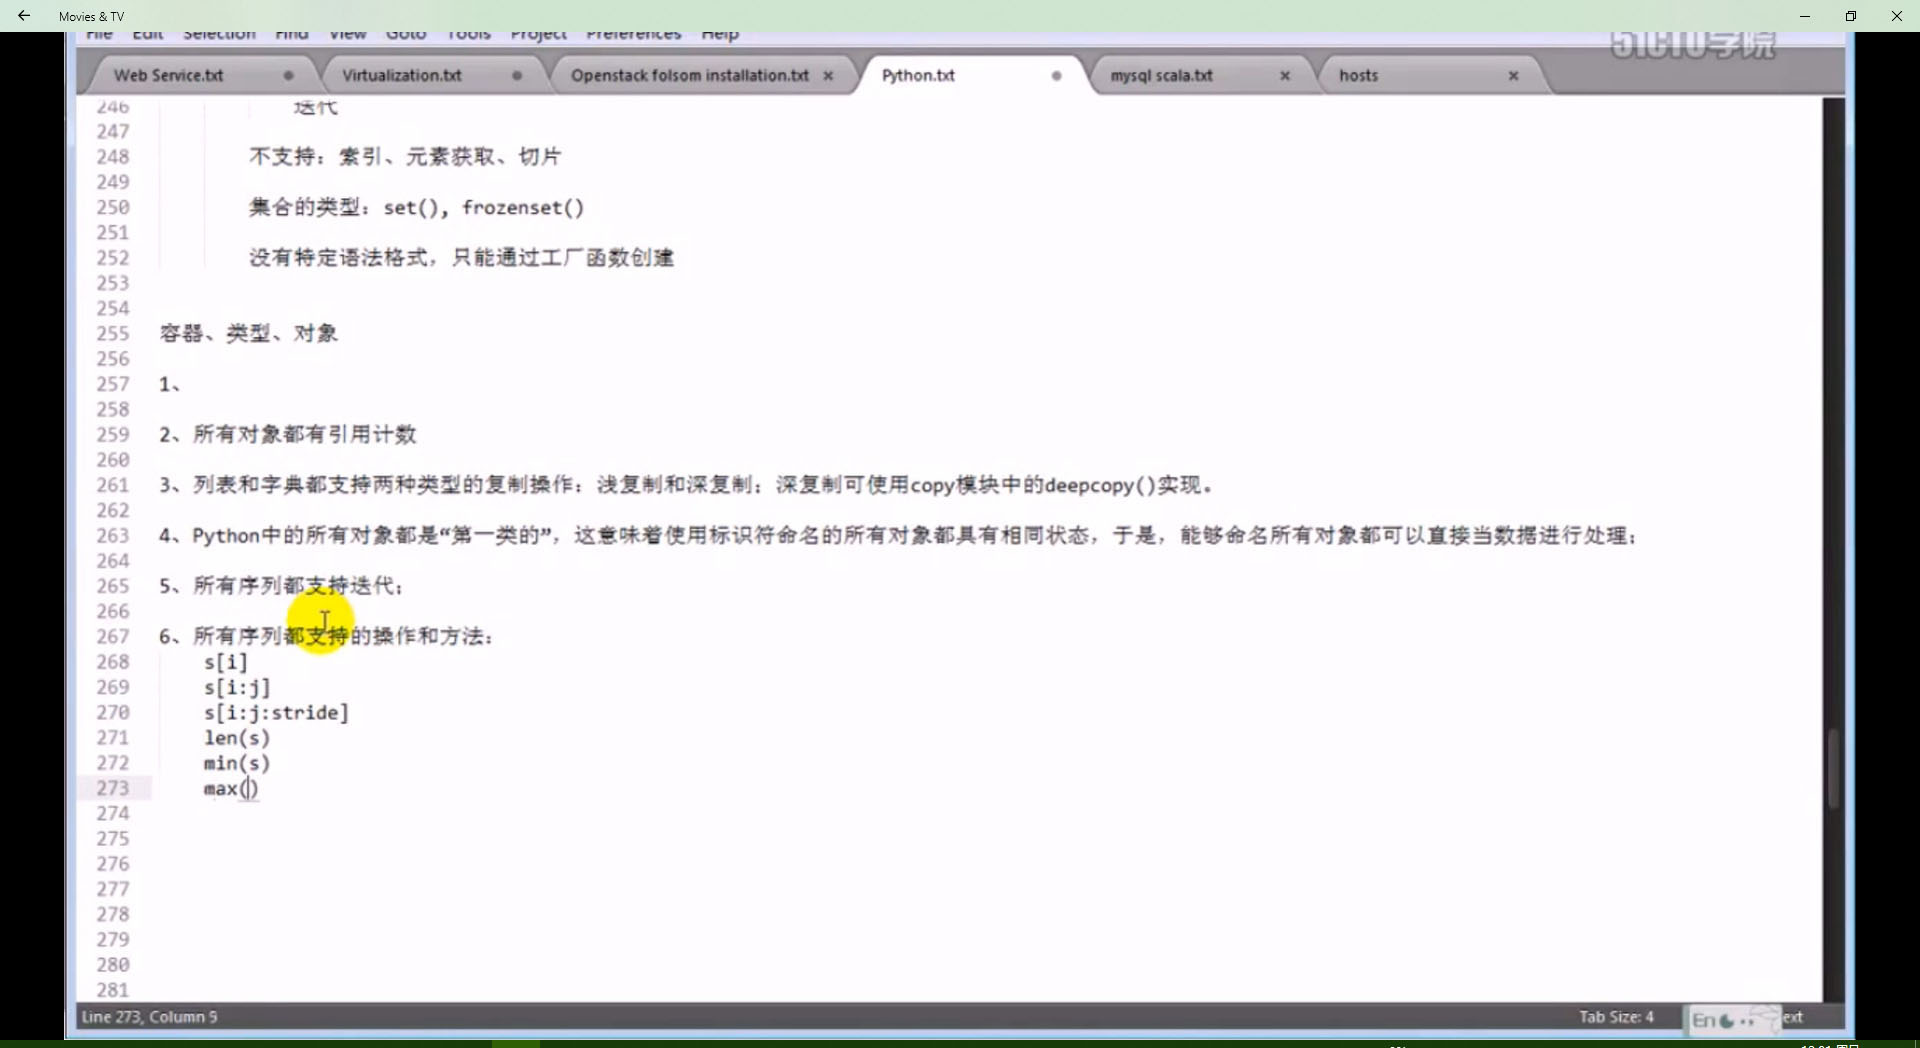 Movies & TV
File Edit Selection Find View Goto Tools Project Preferences Help
51CTO学院
Web Service.txt Virtualization.txt Openstack folsom installation.txt Python.txt mysql scala.txt hosts
246 迭代
247
248 不支持：索引、元素获取、切片
249
250 集合的类型：set(), frozenset()
251
252 没有特定语法格式，只能通过工厂函数创建
253
254
255 容器、类型、对象
256
257 1、
258
259 2、所有对象都有引用计数
260
261 3、列表和字典都支持两种类型的复制操作：浅复制和深复制；深复制可使用copy模块中的deepcopy()实现。
262
263 4、Python中的所有对象都是“第一类的”，这意味着使用标识符命名的所有对象都具有相同状态，于是，能够命名所有对象都可以直接当数据进行处理；
264
265 5、所有序列都支持迭代；
266
267 6、所有序列都支持的操作和方法：
268 s[i]
269 s[i:j]
270 s[i:j:stride]
271 len(s)
272 min(s)
273 max()
274
275
276
277
278
279
280
281
Line 273, Column 5 Tab Size: 4 En ext